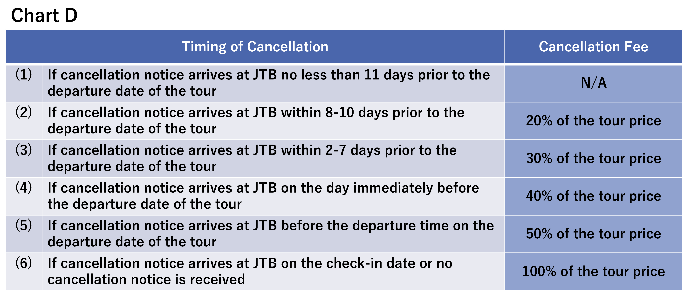 Chart D
Timing of Cancellation Cancellation Fee
(1) If cancellation notice arrives at JTB no less than 11 days prior to the
departure date of the tour
N/A
(2) If cancellation notice arrives at JTB within 8-10 days prior to the
departure date of the tour
20% of the tour price
(3) If cancellation notice arrives at JTB within 2-7 days prior to the
departure date of the tour
30% of the tour price
(4) If cancellation notice arrives at JTB on the day immediately before
the departure date of the tour
40% of the tour price
(5) If cancellation notice arrives at JTB before the departure time on the
departure date of the tour
50% of the tour price
(6) If cancellation notice arrives at JTB on the check-in date or no
cancellation notice is received
100% of the tour price